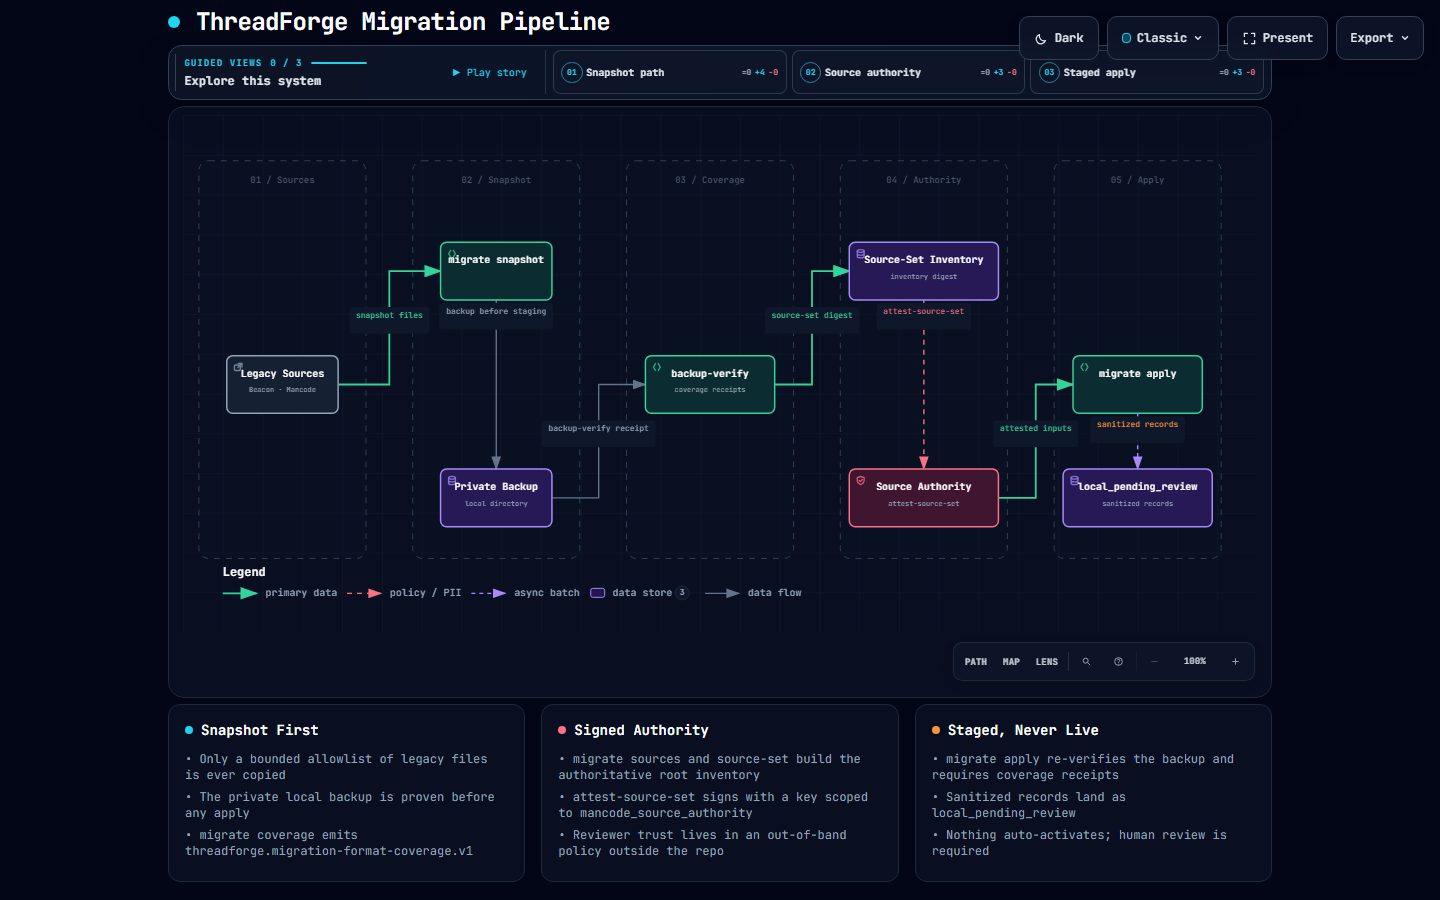 ThreadForge Migration Pipeline
Dark
Classic
Present
Export
GUIDED VIEWS 0 / 3
Explore this system
▶ Play story
01 Snapshot path =0 +4 -0
02 Source authority =0 +3 -0
03 Staged apply =0 +3 -0
01 / Sources
02 / Snapshot
03 / Coverage
04 / Authority
05 / Apply
migrate snapshot
Source-Set Inventory
inventory digest
snapshot files
backup before staging
source-set digest
attest-source-set
Legacy Sources
Beacon · Mancode
backup-verify
coverage receipts
migrate apply
backup-verify receipt
attested inputs
sanitized records
Private Backup
local directory
Source Authority
attest-source-set
local_pending_review
sanitized records
Legend
primary data
policy / PII
async batch
data store 3
data flow
PATH MAP LENS
— 100% +
Snapshot First
• Only a bounded allowlist of legacy files
is ever copied
• The private local backup is proven before
any apply
• migrate coverage emits
threadforge.migration-format-coverage.v1
Signed Authority
• migrate sources and source-set build the
authoritative root inventory
• attest-source-set signs with a key scoped
to mancode_source_authority
• Reviewer trust lives in an out-of-band
policy outside the repo
Staged, Never Live
• migrate apply re-verifies the backup and
requires coverage receipts
• Sanitized records land as
local_pending_review
• Nothing auto-activates; human review is
required